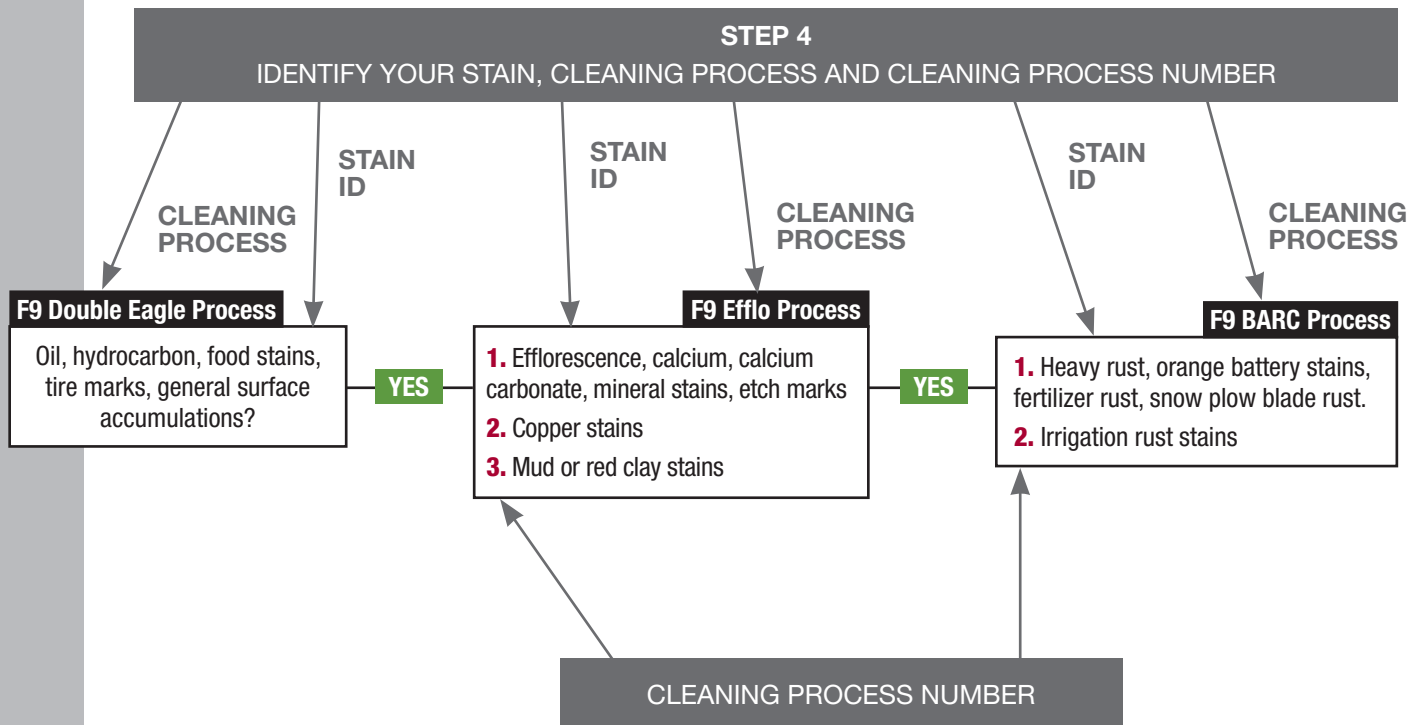 STEP 4
IDENTIFY YOUR STAIN, CLEANING PROCESS AND CLEANING PROCESS NUMBER
CLEANING
PROCESS
STAIN
ID
STAIN
ID
CLEANING
PROCESS
STAIN
ID
CLEANING
PROCESS
F9 Double Eagle Process
Oil, hydrocarbon, food stains,
tire marks, general surface
accumulations?
YES
F9 Efflo Process
1. Efflorescence, calcium, calcium
carbonate, mineral stains, etch marks
2. Copper stains
3. Mud or red clay stains
YES
F9 BARC Process
1. Heavy rust, orange battery stains,
fertilizer rust, snow plow blade rust.
2. Irrigation rust stains
CLEANING PROCESS NUMBER